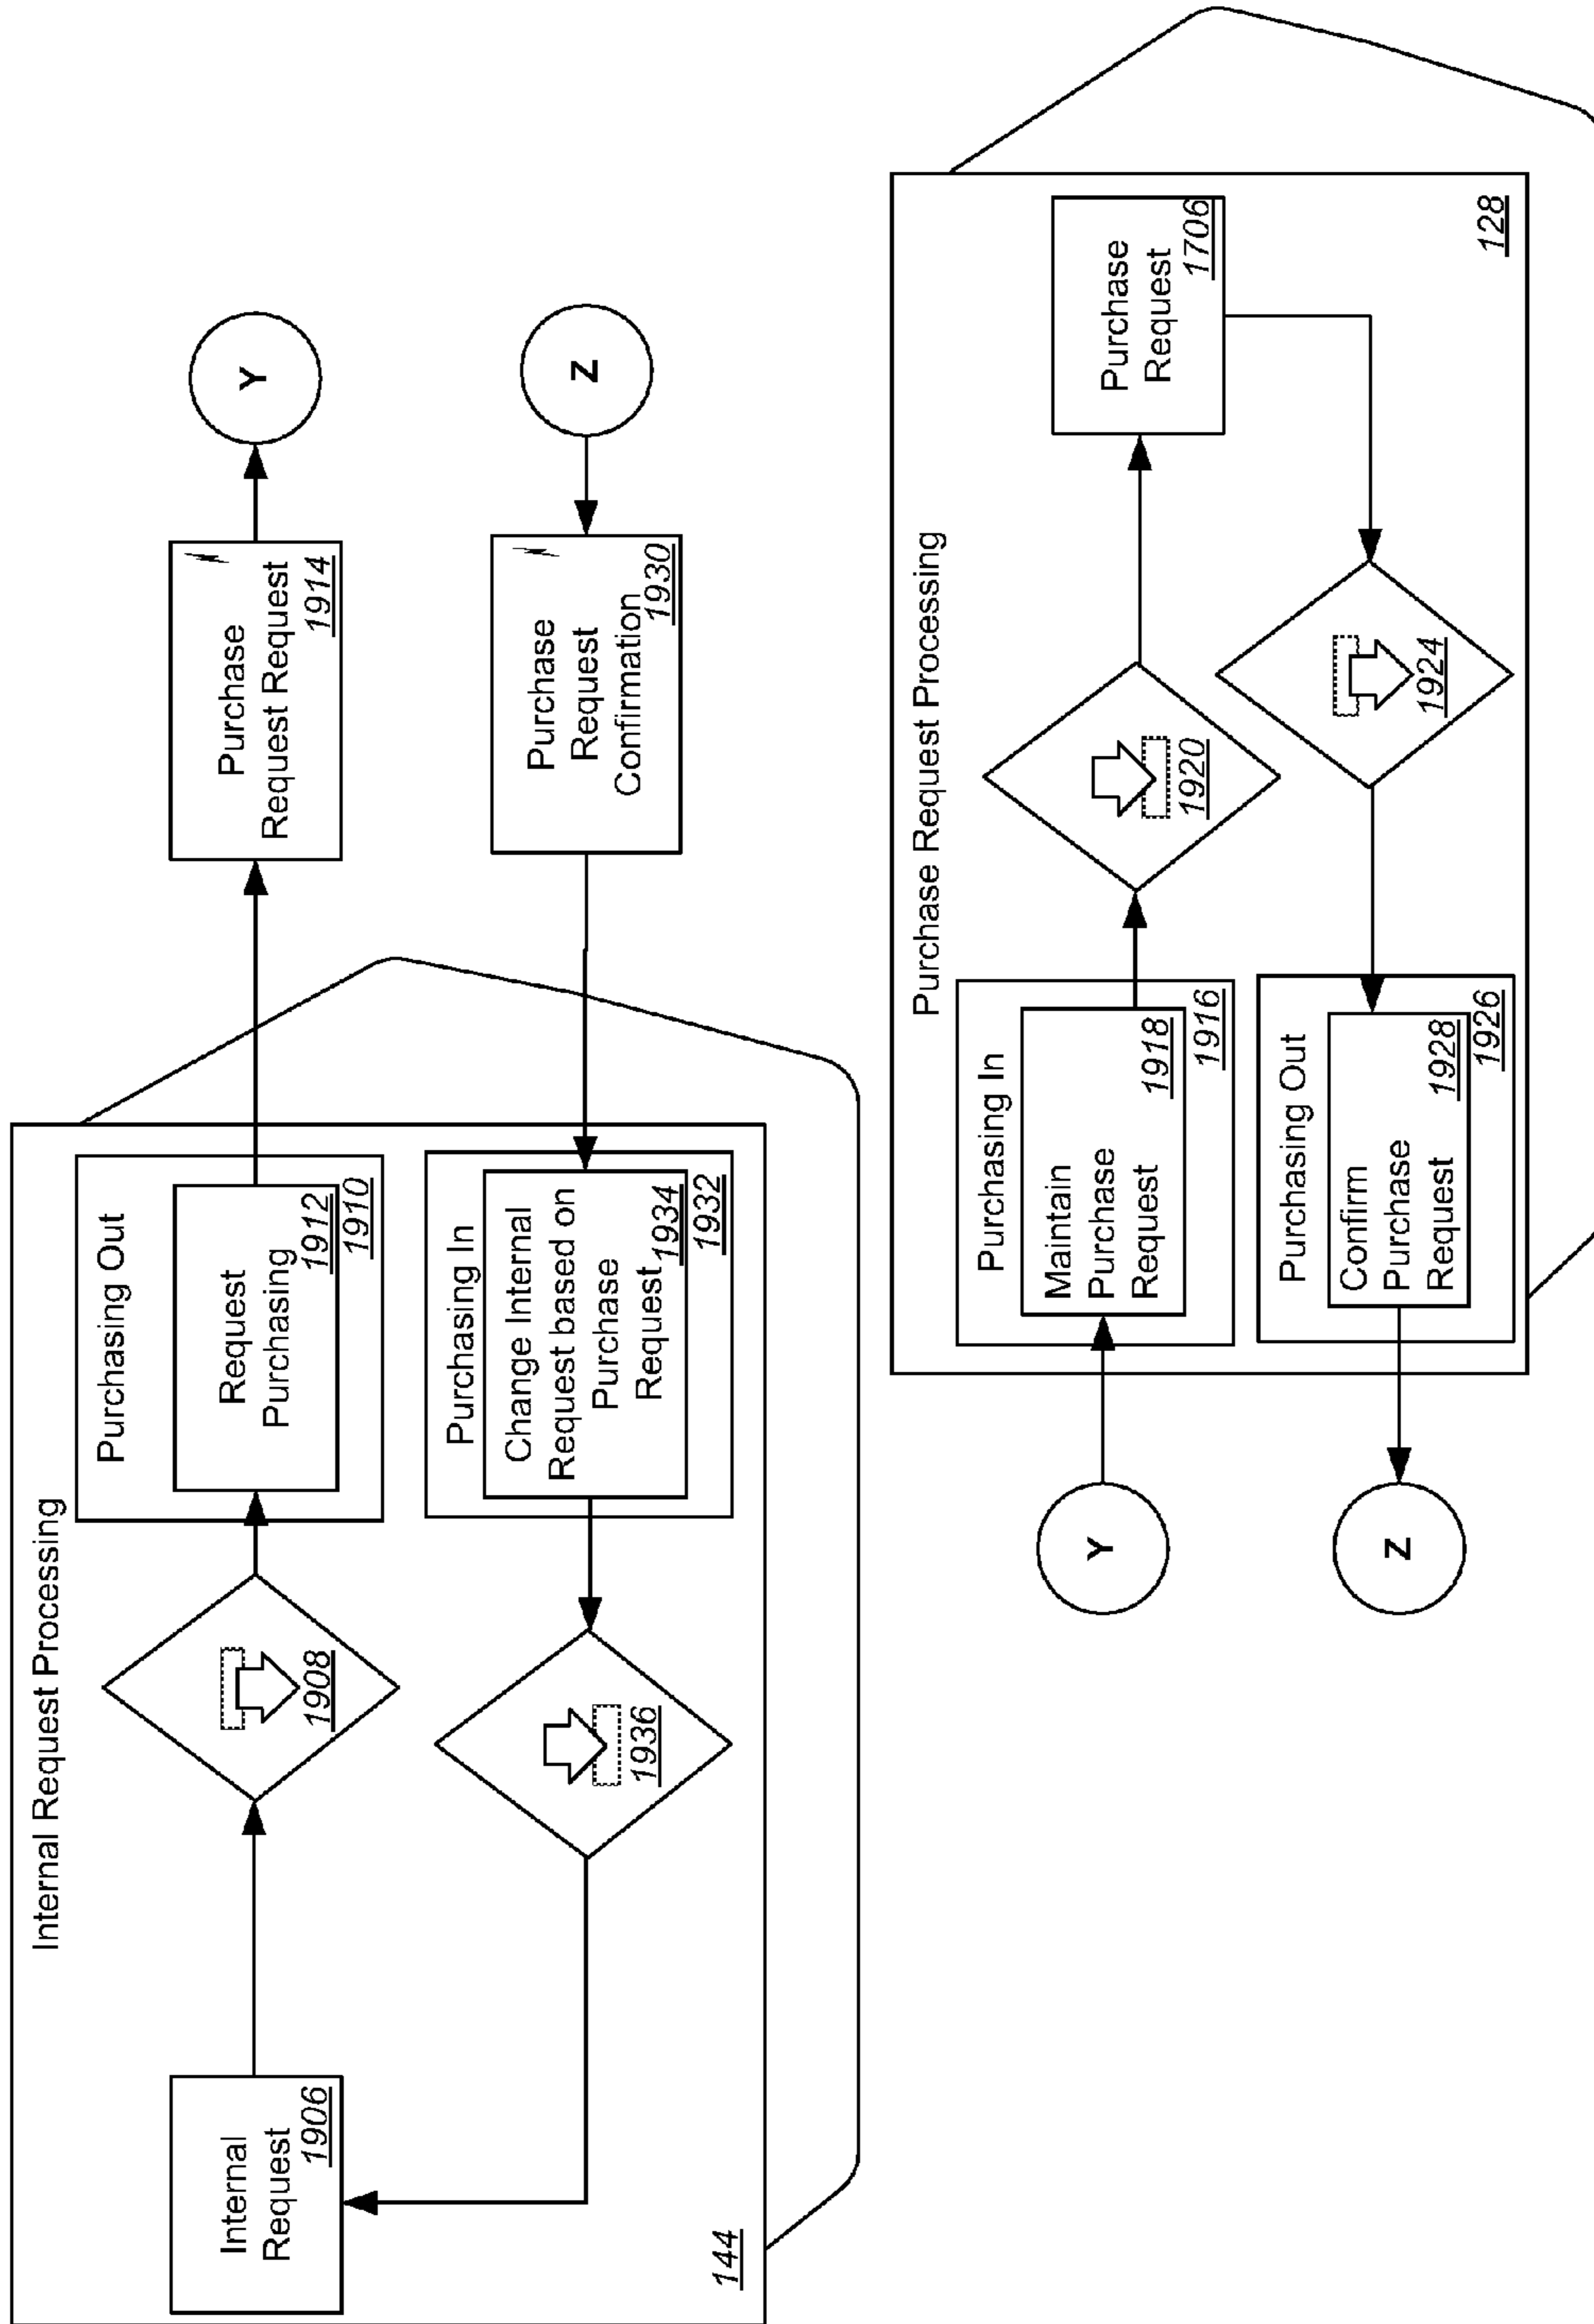 Internal Request Processing
Internal
Request
1906
1908
Purchasing Out
Request
Purchasing
1912
1910
Purchase
Request Request
1914
Y
Purchasing In
Change Internal
Request based on
Purchase
Request
1934
1932
1936
Purchase
Request
Confirmation
1930
Z
144
Purchase Request Processing
Y
Purchasing In
Maintain
Purchase
Request
1918
1916
1920
Purchase
Request
1706
Z
Purchasing Out
Confirm
Purchase
Request
1928
1926
1924
128